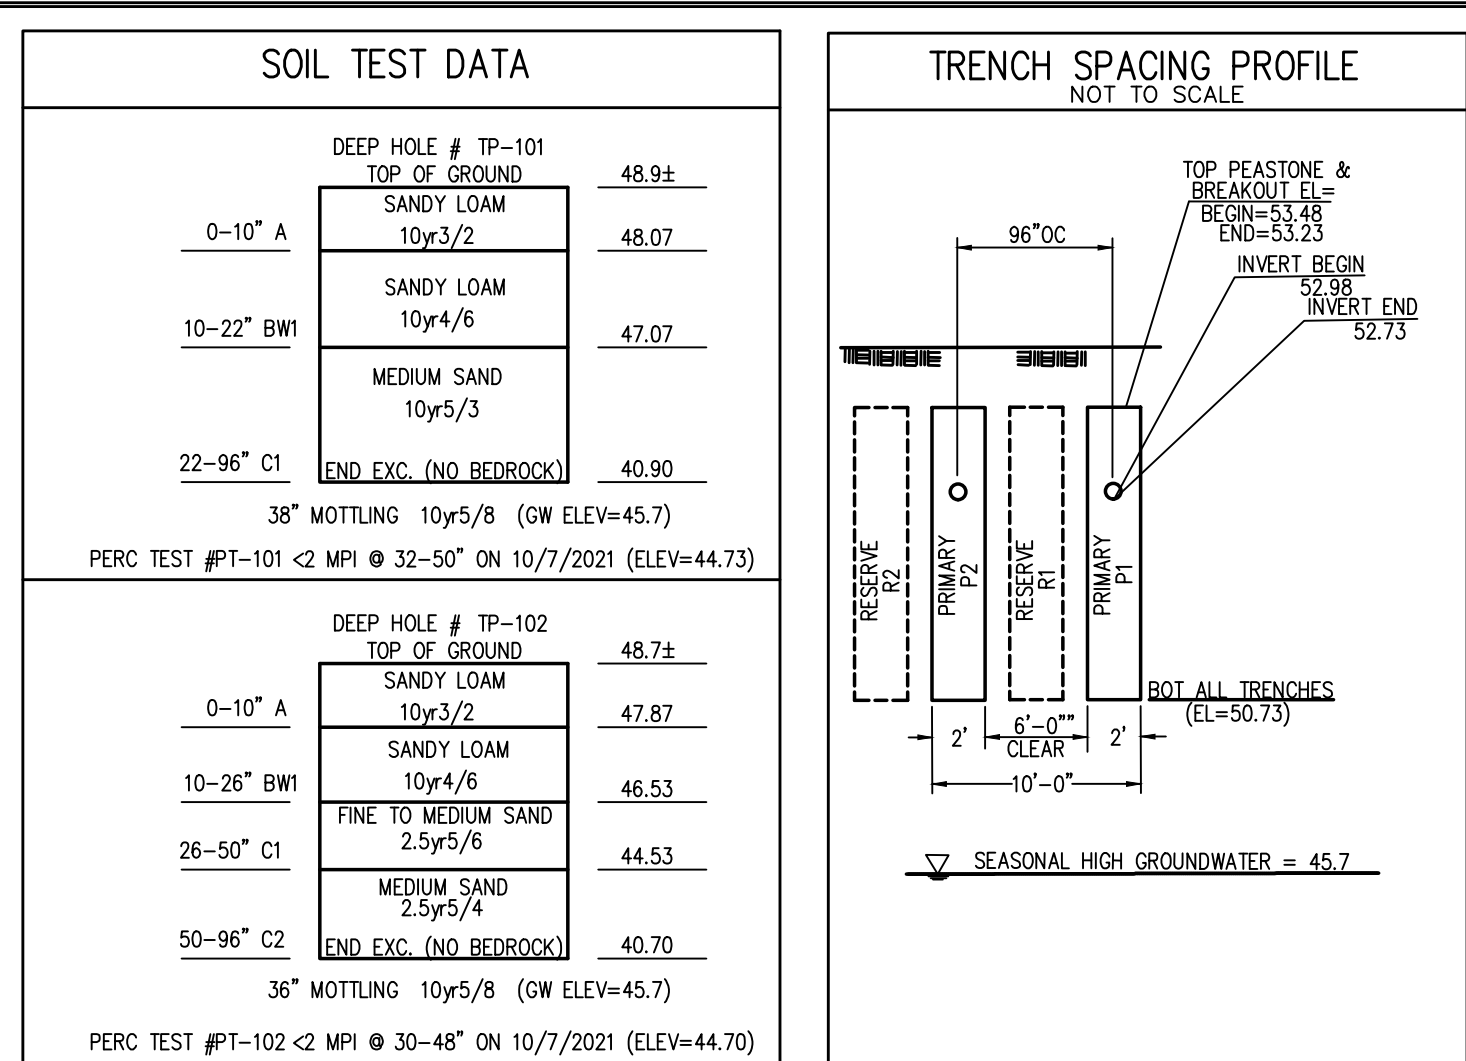 SOIL TEST DATA
DEEP HOLE # TP-101
TOP OF GROUND 48.9±
SANDY LOAM
0-10" A 10yr3/2 48.07
SANDY LOAM
10-22" BW1 10yr4/6 47.07
MEDIUM SAND
10yr5/3
22-96" C1 END EXC. (NO BEDROCK) 40.90
38" MOTTLING 10yr5/8 (GW ELEV=45.7)
PERC TEST #PT-101 <2 MPI @ 32-50" ON 10/7/2021 (ELEV=44.73)
DEEP HOLE # TP-102
TOP OF GROUND 48.7±
SANDY LOAM
0-10" A 10yr3/2 47.87
SANDY LOAM
10-26" BW1 10yr4/6 46.53
FINE TO MEDIUM SAND
26-50" C1 2.5yr5/6 44.53
MEDIUM SAND
2.5yr5/4
50-96" C2 END EXC. (NO BEDROCK) 40.70
36" MOTTLING 10yr5/8 (GW ELEV=45.7)
PERC TEST #PT-102 <2 MPI @ 30-48" ON 10/7/2021 (ELEV=44.70)
TRENCH SPACING PROFILE
NOT TO SCALE
TOP PEASTONE &
BREAKOUT EL=
BEGIN=53.48
END=53.23
96"OC
INVERT BEGIN
52.98
INVERT END
52.73
RESERVE
R2
PRIMARY
P2
RESERVE
R1
PRIMARY
P1
BOT ALL TRENCHES
(EL=50.73)
2' 6'-0"" 2'
CLEAR
10'-0"
SEASONAL HIGH GROUNDWATER = 45.7